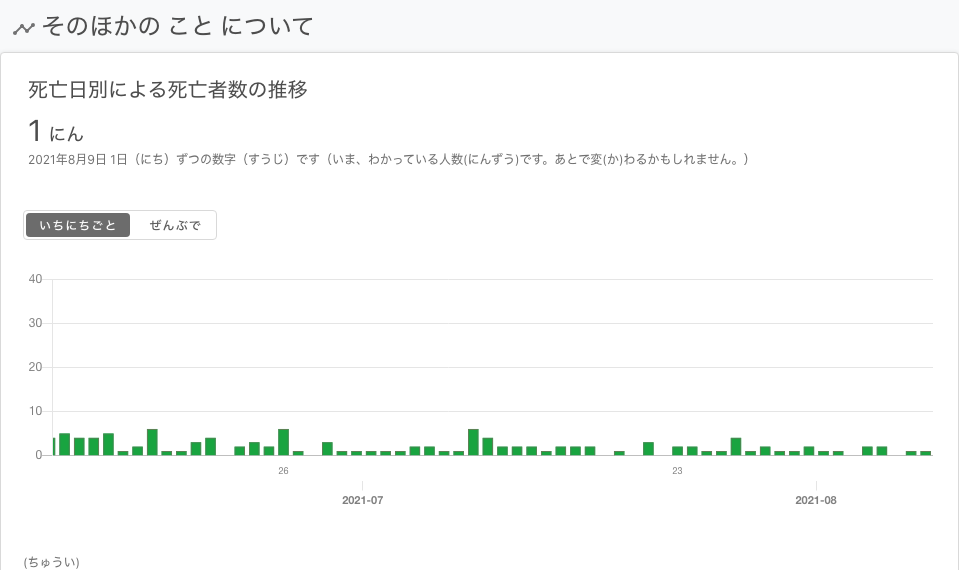 そのほかの こと について
死亡日別による死亡者数の推移
1 にん
2021年8月9日 1日（にち）ずつの数字（すうじ）です（いま、わかっている人数(にんずう)です。あとで変(か)わるかもしれません。）
いちにちごと ぜんぶで
40
30
20
10
0
26 23
2021-07 2021-08
(ちゅうい)